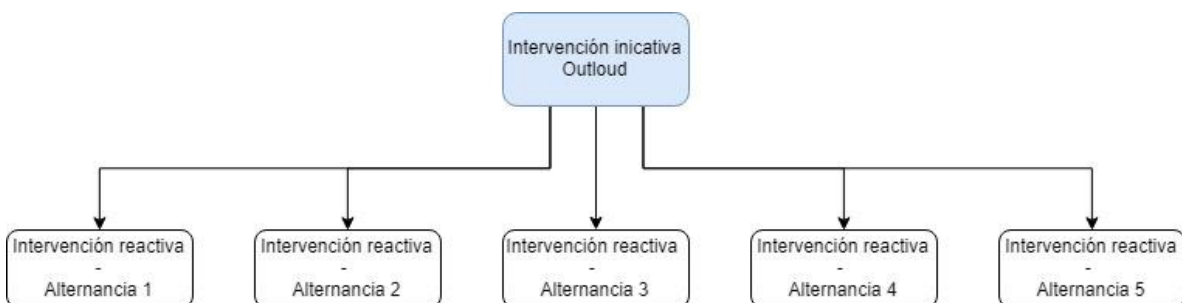 Intervención inicativa
Outloud
Intervención reactiva
-
Alternancia 1
Intervención reactiva
-
Alternancia 2
Intervención reactiva
-
Alternancia 3
Intervención reactiva
-
Alternancia 4
Intervención reactiva
-
Alternancia 5